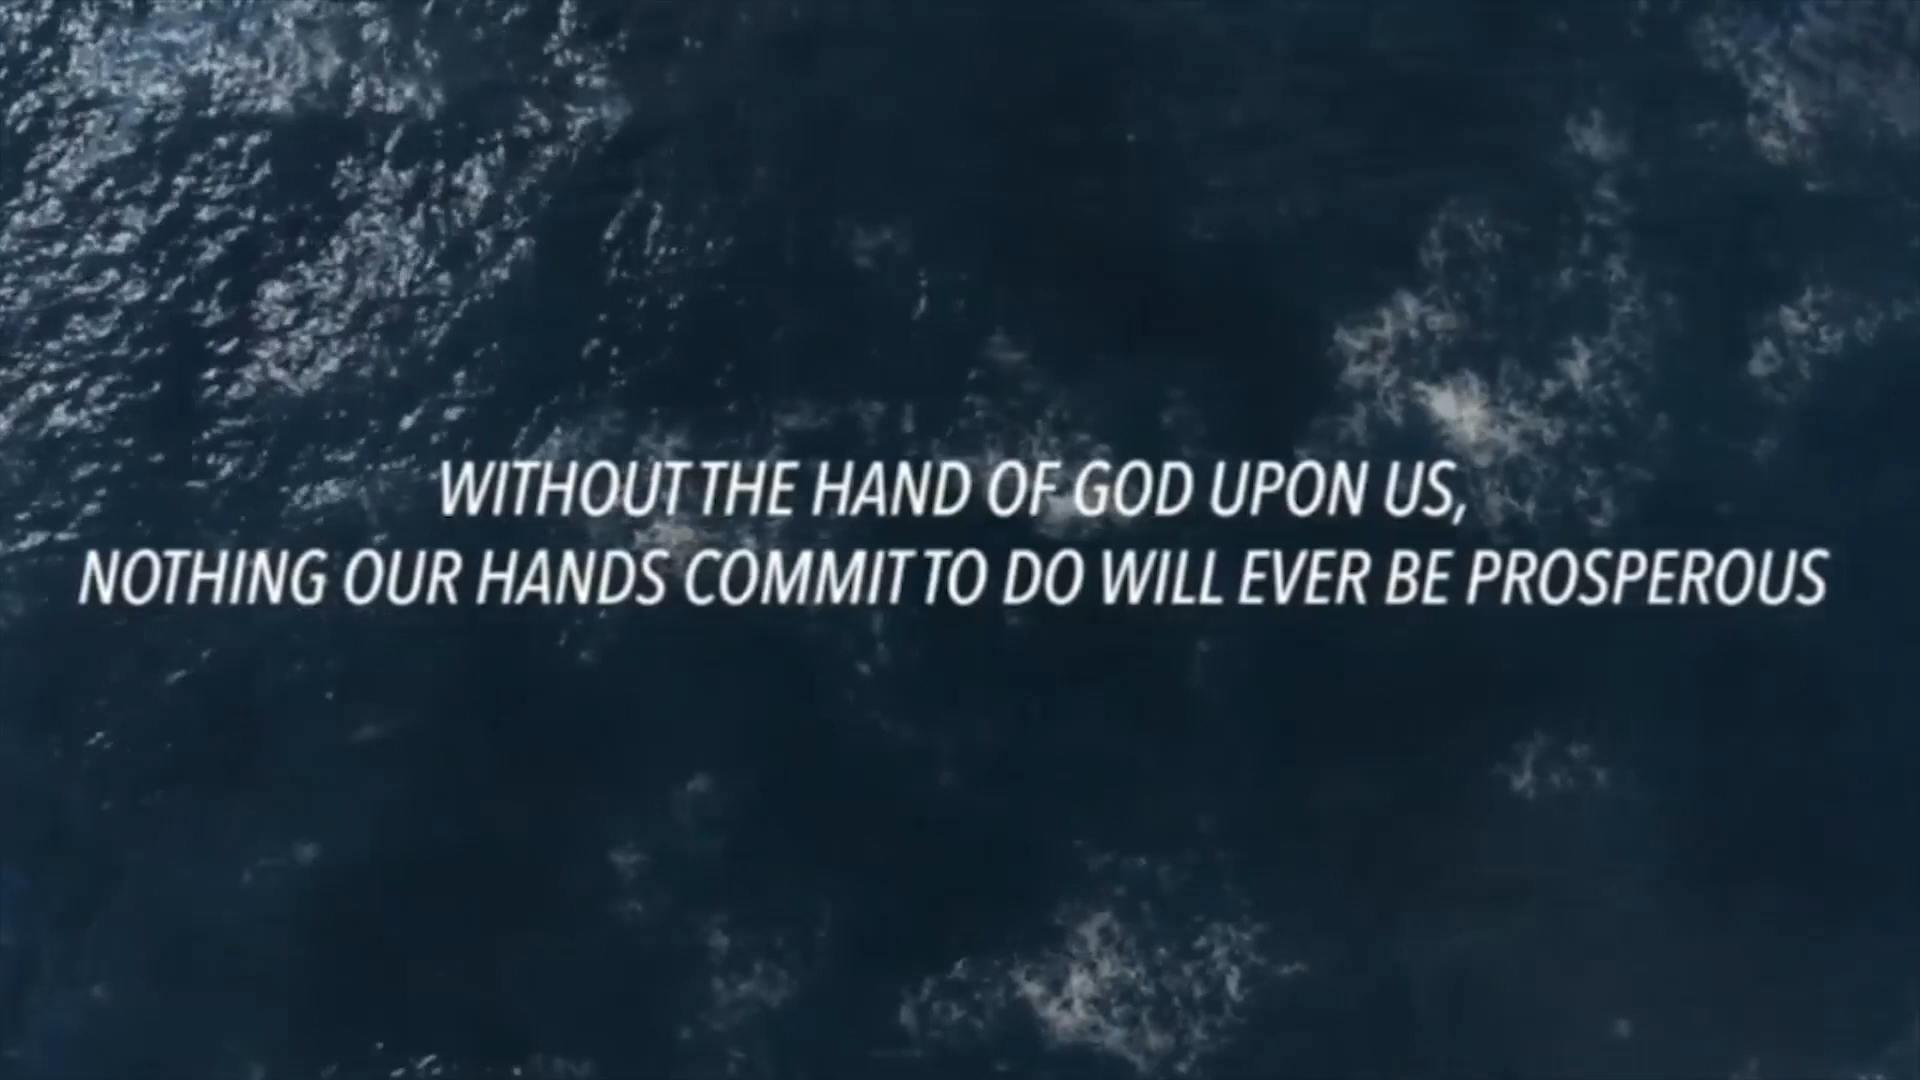 WITHOUT THE HAND OF GOD UPON US,
NOTHING OUR HANDS COMMIT TO DO WILL EVER BE PROSPEROUS